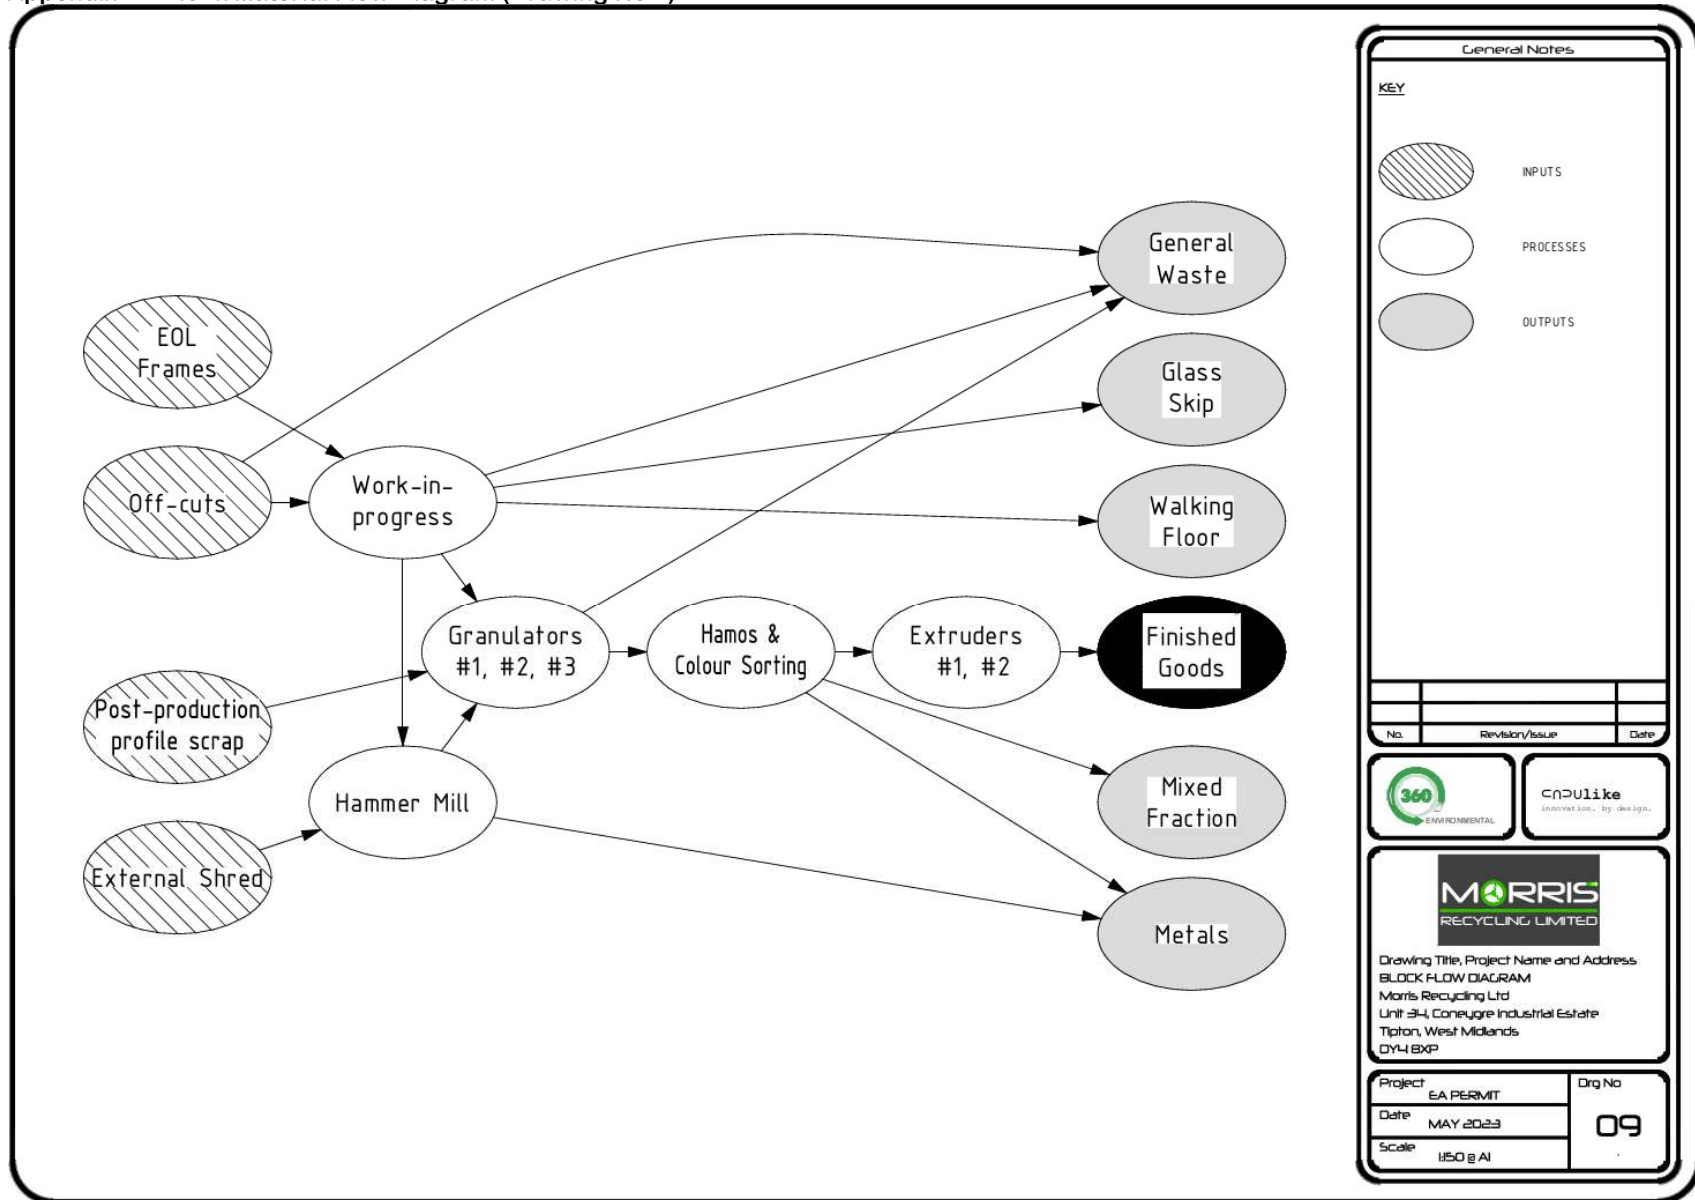 General
Waste
EOL
Frames
Glass
Skip
Off-cuts
Work-in-
progress
Walking
Floor
Granulators
#1, #2, #3
Hamos &
Colour Sorting
Extruders
#1, #2
Finished
Goods
Post-production
profile scrap
Hammer Mill
Mixed
Fraction
External Shred
Metals
General Notes
KEY
INPUTS
PROCESSES
OUTPUTS
No. Revision/Issue Date
360
ENVIRONMENTAL
innovation. by design.
MORRIS
RECYCLING LIMITED
Drawing Title, Project Name and Address
BLOCK FLOW DIAGRAM
Morris Recycling Ltd
Unit 34, Coneygre Industrial Estate
Tipton, West Midlands
DY4 8XP
Project
EA PERMIT
Date
MAY 2023
Scale
1:150 @ A1
Drg No
09